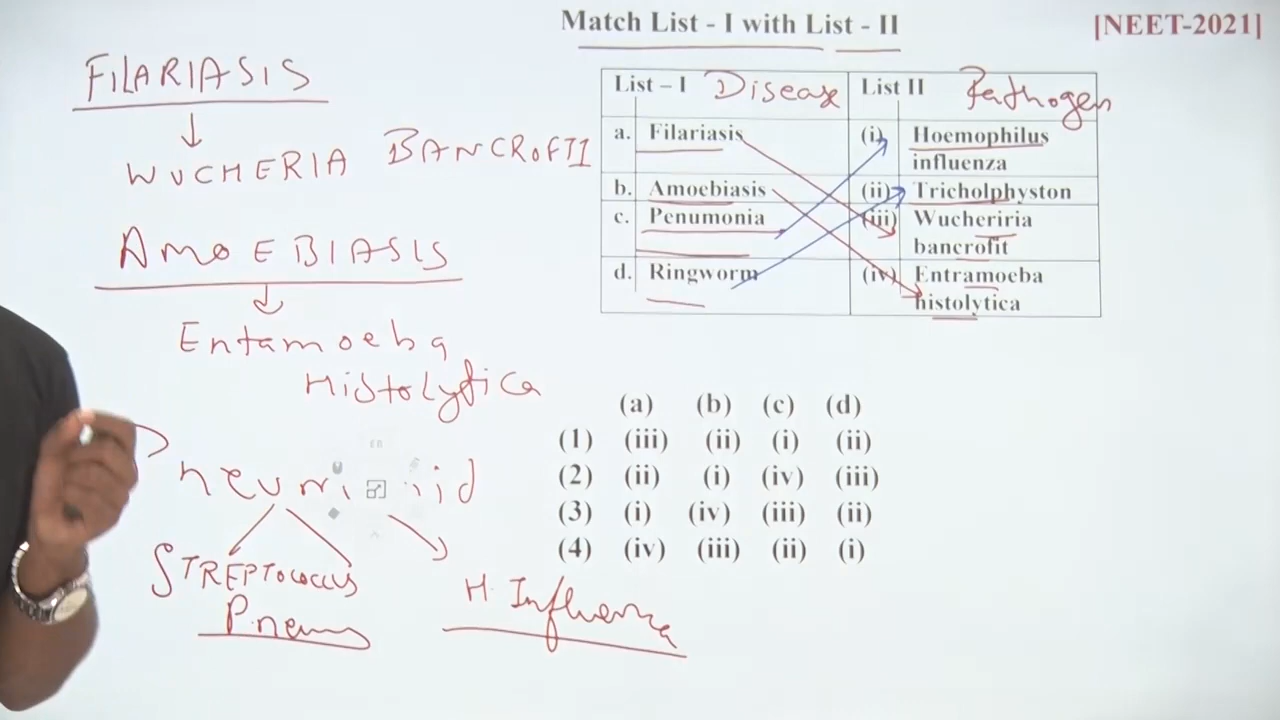 Match List - I with List - II
[NEET-2021]
List – I Disease List II Pathogen
a. Filariasis (i) Hoemophilus
influenza
b. Amoebiasis (ii) Tricholphyston
c. Penumonia (iii) Wucheriria
bancrofit
d. Ringworm (iv) Entramoeba
histolytica
(a) (b) (c) (d)
(1) (iii) (ii) (i) (ii)
(2) (ii) (i) (iv) (iii)
(3) (i) (iv) (iii) (ii)
(4) (iv) (iii) (ii) (i)
FILARIASIS
WUCHERIA BANCROFTI
AMOEBIASIS
Entamoeba
Histolytica
STREPTOCOCCUS
Pneum
H. Influenza